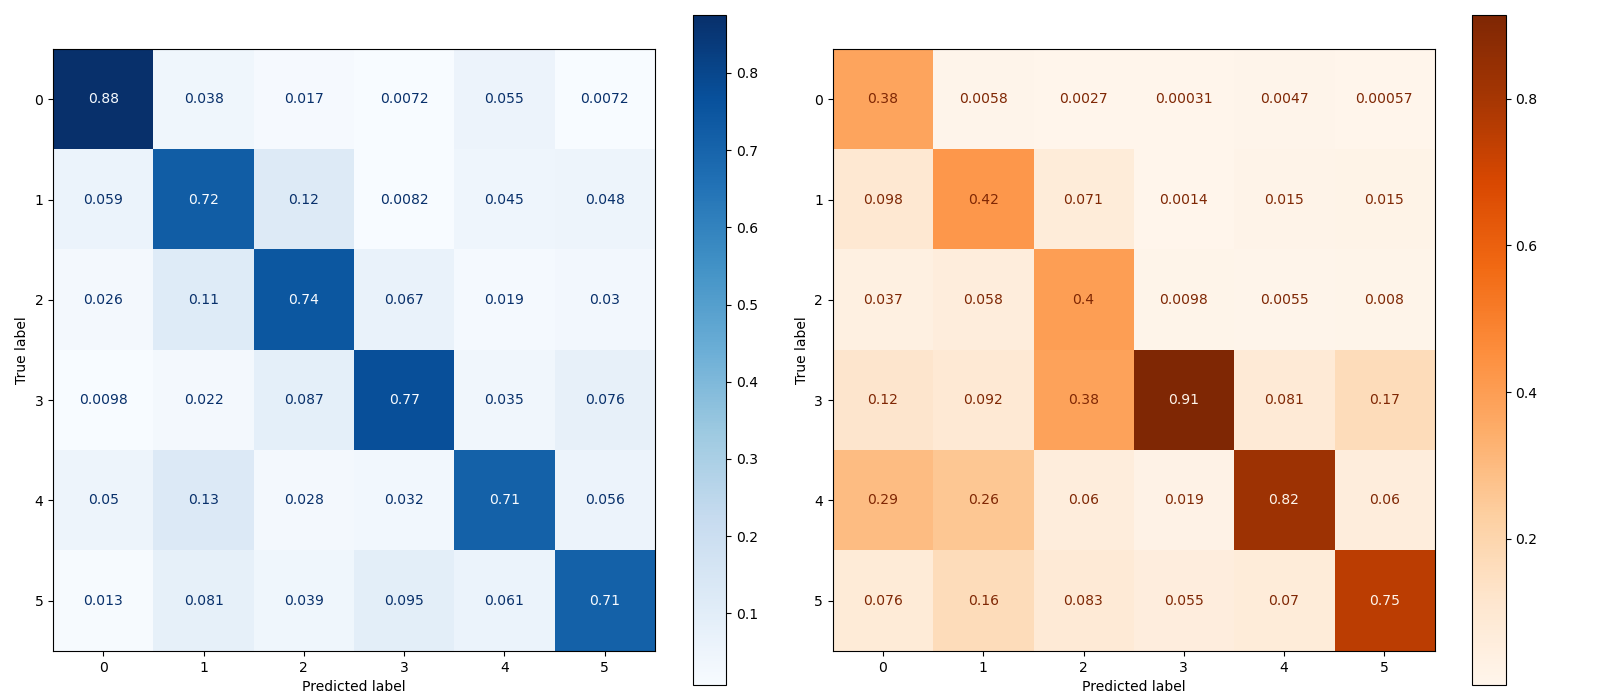 0 0.88 0.038 0.017 0.0072 0.055 0.0072
1 0.059 0.72 0.12 0.0082 0.045 0.048
2 0.026 0.11 0.74 0.067 0.019 0.03
3 0.0098 0.022 0.087 0.77 0.035 0.076
4 0.05 0.13 0.028 0.032 0.71 0.056
5 0.013 0.081 0.039 0.095 0.061 0.71
0 1 2 3 4 5
Predicted label
True label
0.8
0.7
0.6
0.5
0.4
0.3
0.2
0.1
0 0.38 0.0058 0.0027 0.00031 0.0047 0.00057
1 0.098 0.42 0.071 0.0014 0.015 0.015
2 0.037 0.058 0.4 0.0098 0.0055 0.008
3 0.12 0.092 0.38 0.91 0.081 0.17
4 0.29 0.26 0.06 0.019 0.82 0.06
5 0.076 0.16 0.083 0.055 0.07 0.75
0 1 2 3 4 5
Predicted label
True label
0.8
0.6
0.4
0.2